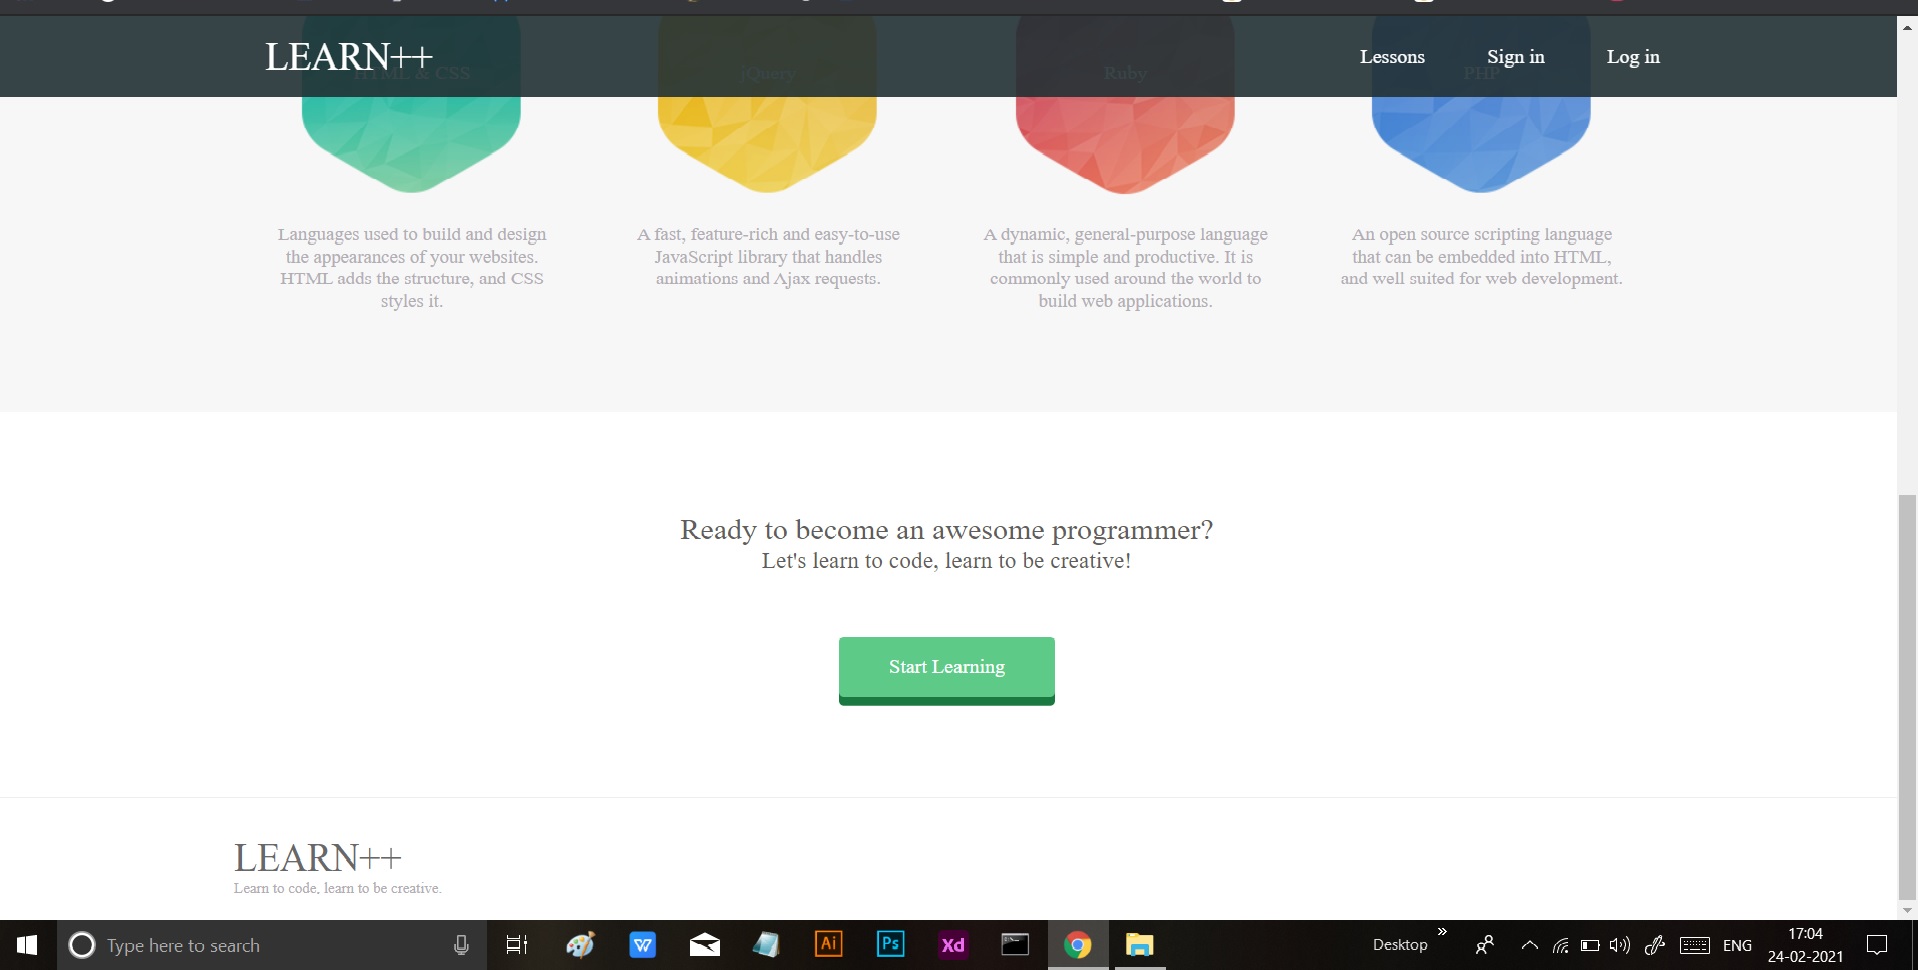 LEARN++
Lessons
Sign in
Log in
HTML & CSS
jQuery
Ruby
PHP
Languages used to build and design
the appearances of your websites.
HTML adds the structure, and CSS
styles it.
A fast, feature-rich and easy-to-use
JavaScript library that handles
animations and Ajax requests.
A dynamic, general-purpose language
that is simple and productive. It is
commonly used around the world to
build web applications.
An open source scripting language
that can be embedded into HTML,
and well suited for web development.
Ready to become an awesome programmer?
Let's learn to code, learn to be creative!
Start Learning
LEARN++
Learn to code, learn to be creative.
Type here to search
W
Ai
Ps
Xd
Desktop
ENG
17:04
24-02-2021